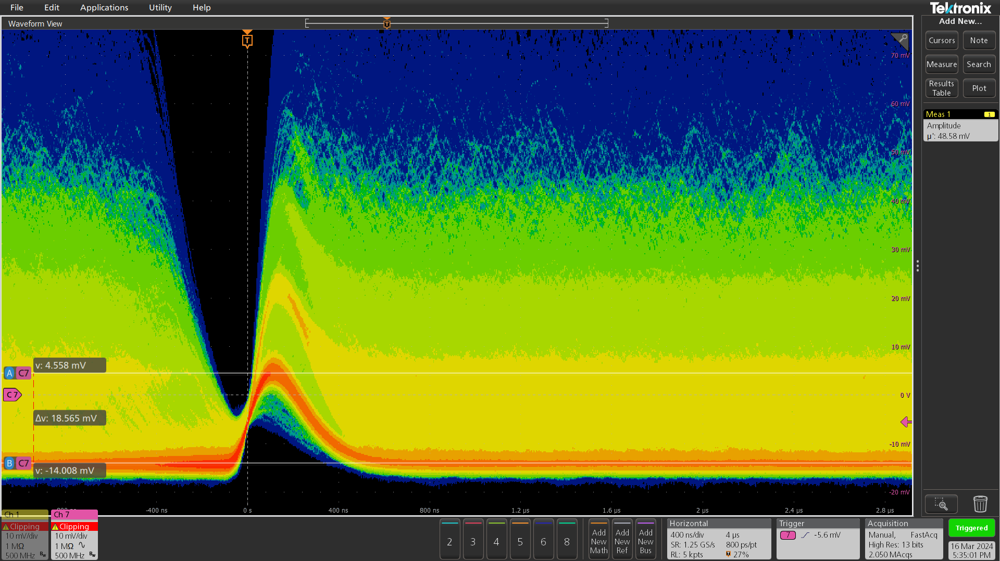 File Edit Applications Utility Help
Tektronix
Waveform View
T
T
Add New...
Cursors Note
Measure Search
Results Table Plot
Meas 1 1
Amplitude
µ': 48.58 mV
70 mV
60 mV
50 mV
40 mV
30 mV
20 mV
10 mV
0 V
-10 mV
-20 mV
v: 4.558 mV
A C7
C 7
Δv: 18.565 mV
B C7
v: -14.008 mV
-400 ns 0 s 400 ns 800 ns 1.2 µs 1.6 µs 2 µs 2.4 µs 2.8 µs
Ch 1
Clipping
10 mV/div
1 MΩ
500 MHz Bw
Ch 7
Clipping
10 mV/div
1 MΩ
500 MHz Bw
2 3 4 5 6 8
Add New Math
Add New Ref
Add New Bus
Horizontal
400 ns/div 4 µs
SR: 1.25 GS/s 800 ps/pt
RL: 5 kpts T 27%
Trigger
7 -5.6 mV
Acquisition
Manual, FastAcq
High Res: 13 bits
2.050 MAcqs
Triggered
16 Mar 2024
5:35:01 PM